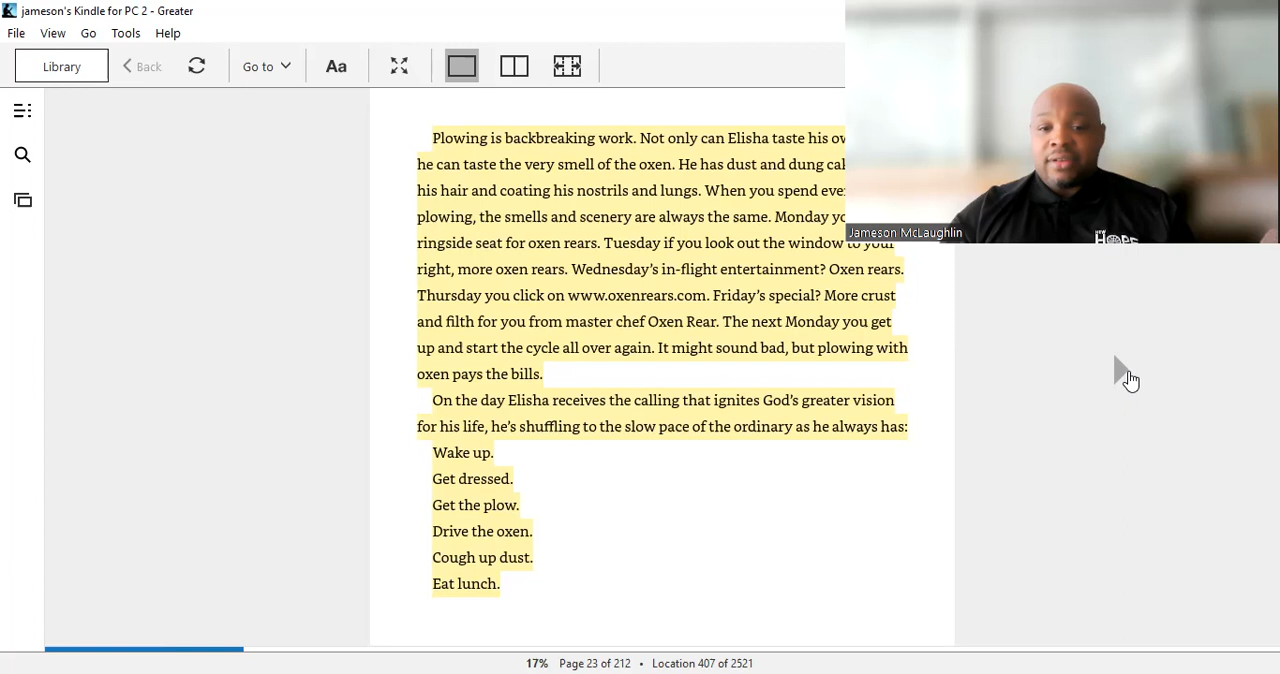 jameson's Kindle for PC 2 - Greater
File View Go Tools Help
Library Back Go to Aa
Plowing is backbreaking work. Not only can Elisha taste his
he can taste the very smell of the oxen. He has dust and dung
his hair and coating his nostrils and lungs. When you spend
plowing, the smells and scenery are always the same. Monday
Jameson McLaughlin
HOPE
ringside seat for oxen rears. Tuesday if you look out the window to your
right, more oxen rears. Wednesday’s in-flight entertainment? Oxen rears.
Thursday you click on www.oxenrears.com. Friday’s special? More crust
and filth for you from master chef Oxen Rear. The next Monday you get
up and start the cycle all over again. It might sound bad, but plowing with
oxen pays the bills.
On the day Elisha receives the calling that ignites God’s greater vision
for his life, he’s shuffling to the slow pace of the ordinary as he always has:
Wake up.
Get dressed.
Get the plow.
Drive the oxen.
Cough up dust.
Eat lunch.
17% Page 23 of 212 • Location 407 of 2521